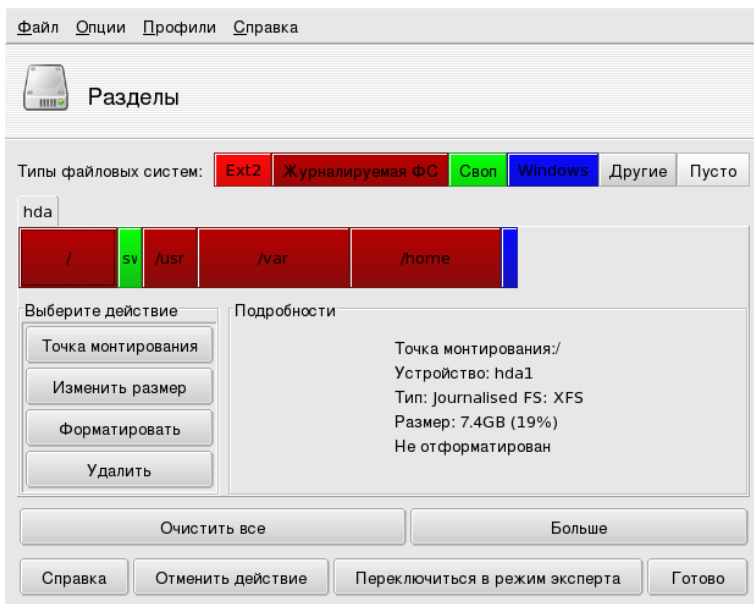 Файл Опции Профили Справка
Разделы
Типы файловых систем: Ext2 Журналируемая ФС Своп Windows Другие Пусто
hda
/ sv /usr /var /home
Выберите действие
Точка монтирования
Изменить размер
Форматировать
Удалить
Подробности
Точка монтирования:/
Устройство: hda1
Тип: Journalised FS: XFS
Размер: 7.4GB (19%)
Не отформатирован
Очистить все Больше
Справка Отменить действие Переключиться в режим эксперта Готово